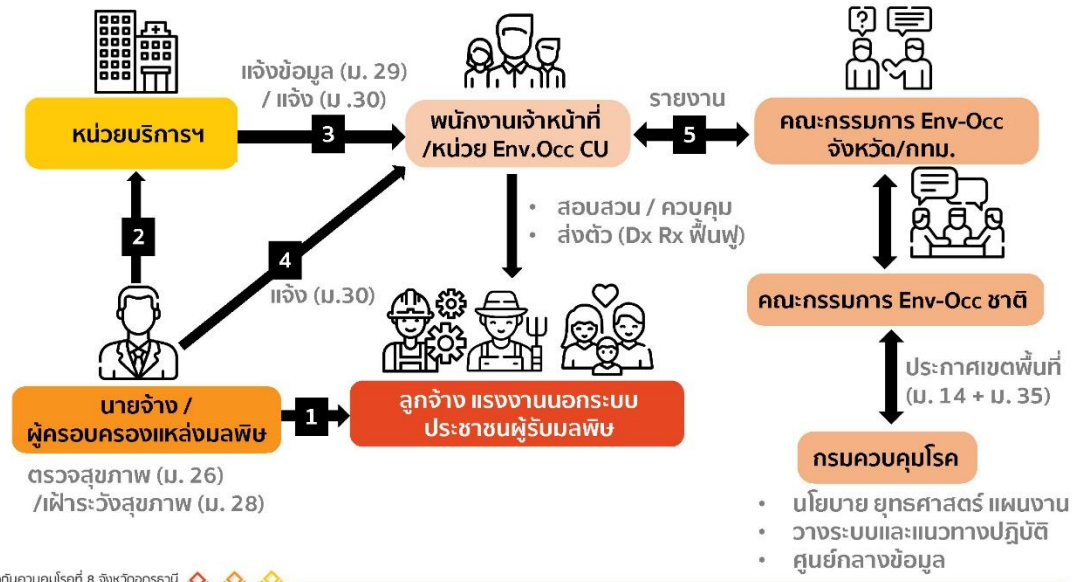 แจ้งข้อมูล (ม. 29)
/ แจ้ง (ม .30)
รายงาน
หน่วยบริการฯ
3
พนักงานเจ้าหน้าที่
/หน่วย Env.Occ CU
5
คณะกรรมการ Env-Occ
จังหวัด/กทม.
?
2
4
• สอบสวน / ควบคุม
• ส่งตัว (Dx Rx ฟื้นฟู)
แจ้ง (ม.30)
คณะกรรมการ Env-Occ ชาติ
ประกาศเขตพื้นที่
(ม. 14 + ม. 35)
นายจ้าง /
ผู้ครอบครองแหล่งมลพิษ
1
ลูกจ้าง แรงงานนอกระบบ
ประชาชนผู้รับมลพิษ
ตรวจสุขภาพ (ม. 26)
/เฝ้าระวังสุขภาพ (ม. 28)
กรมควบคุมโรค
• นโยบาย ยุทธศาสตร์ แผนงาน
• วางระบบและแนวทางปฏิบัติ
• ศูนย์กลางข้อมูล
ที่ 8 จังหวัดอุดรธานี